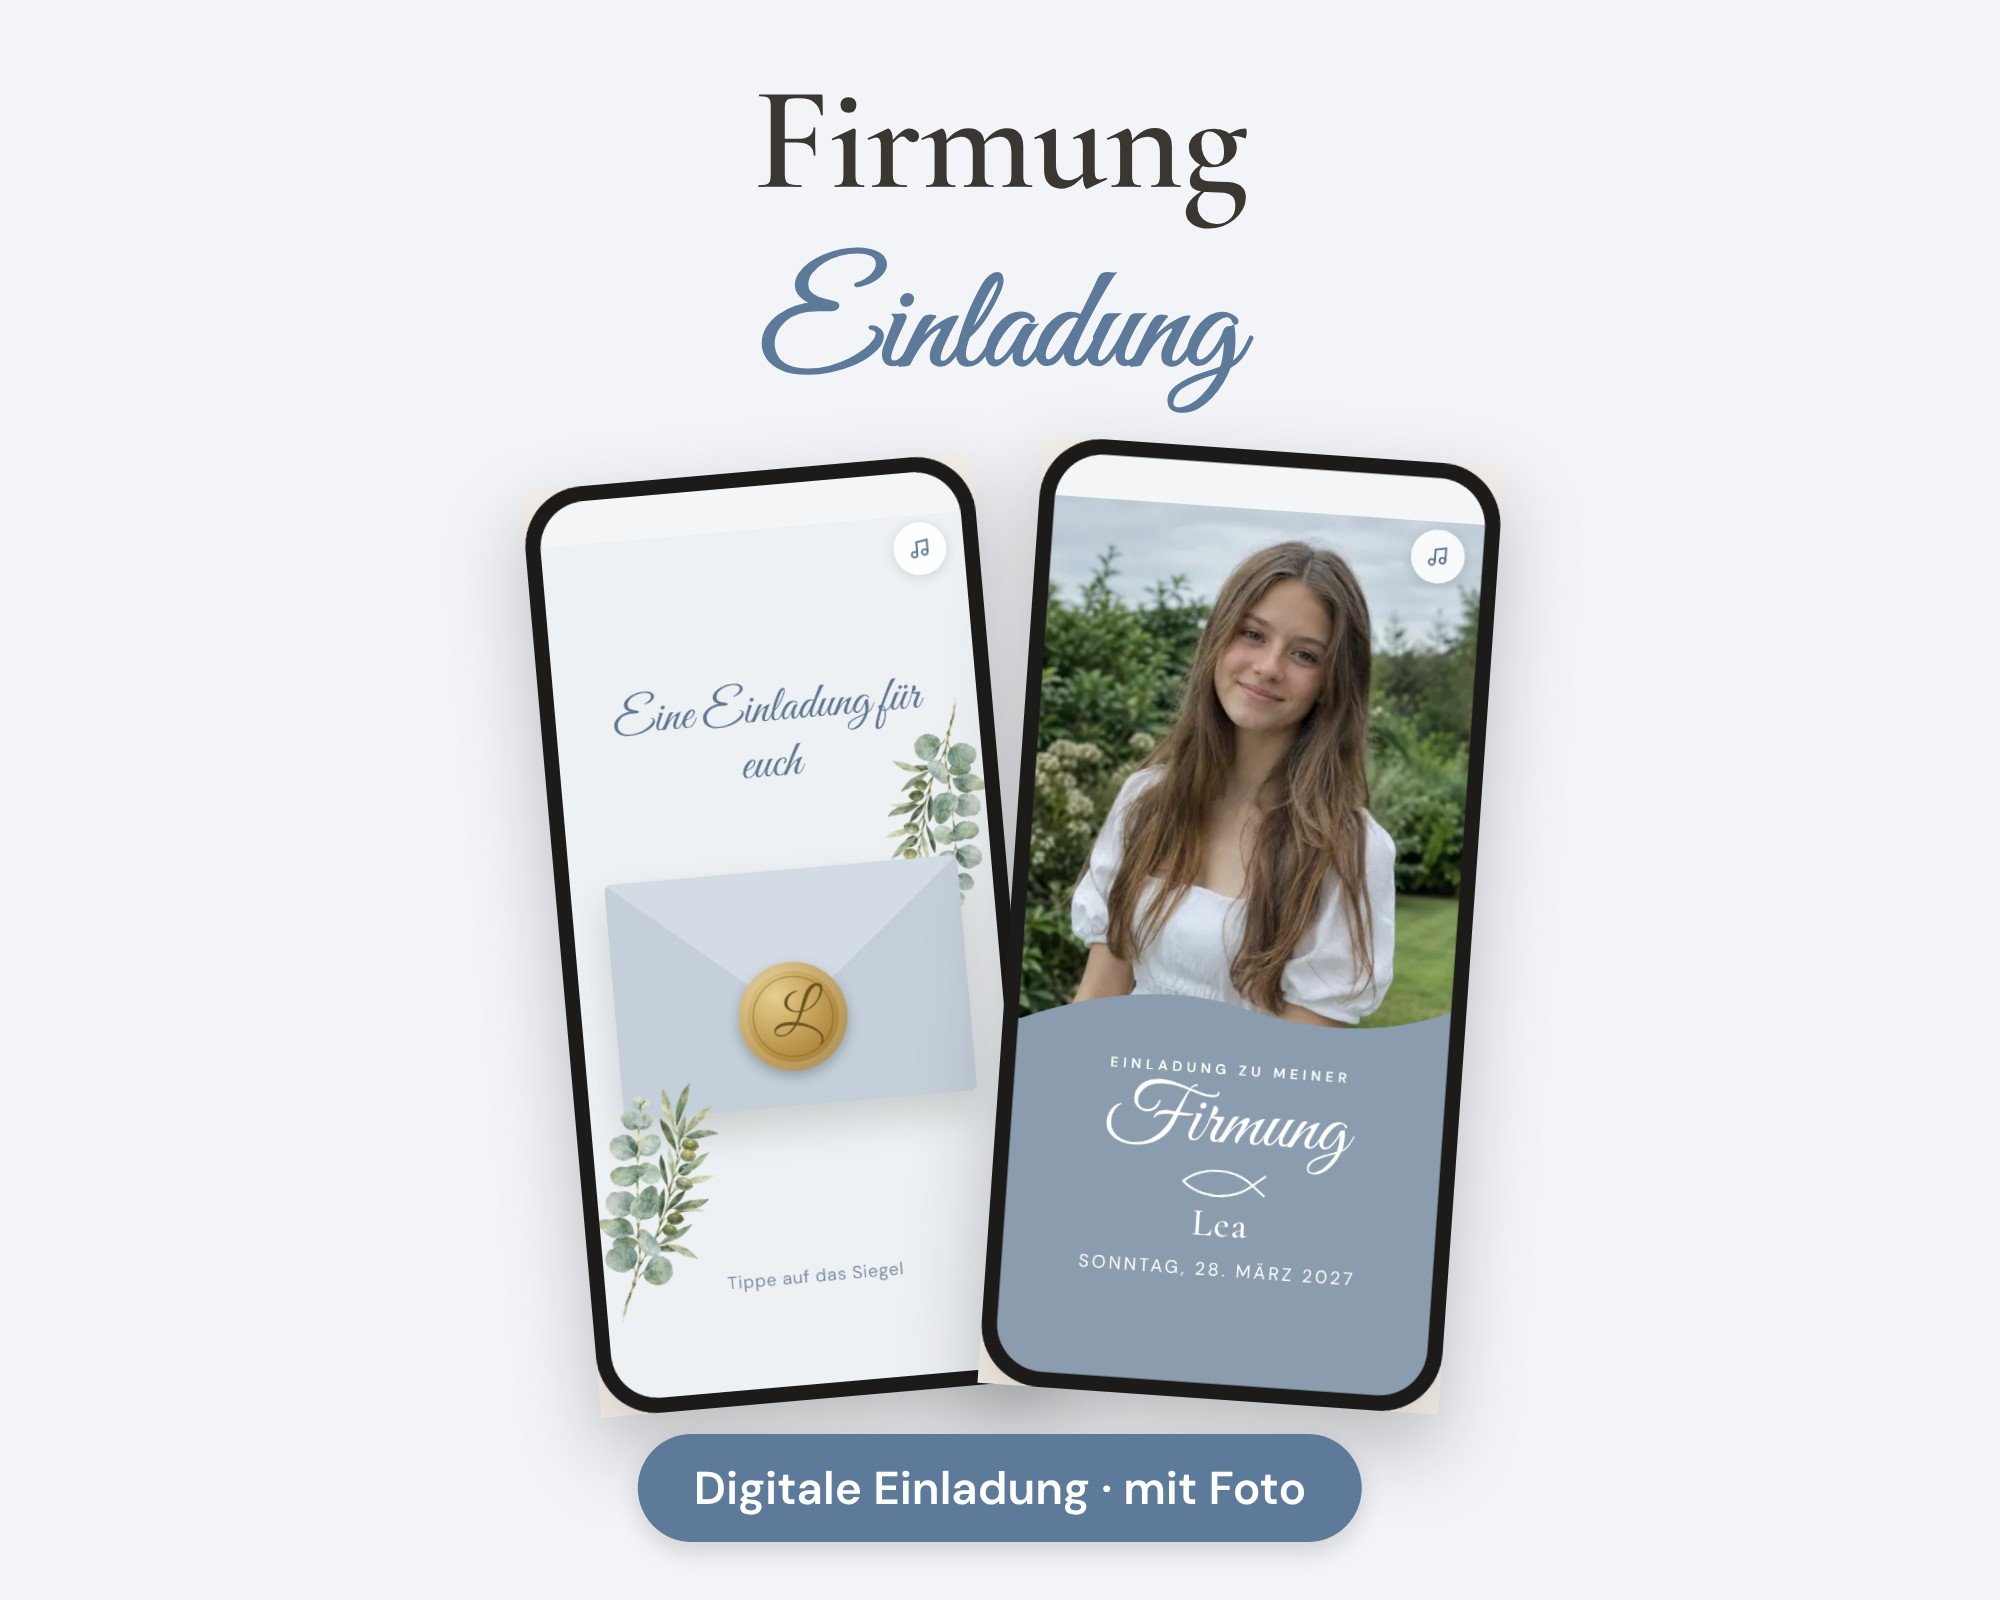 Firmung
Einladung
Eine Einladung für
euch
L
Tippe auf das Siegel
EINLADUNG ZU MEINER
Firmung
Lea
SONNTAG, 28. MÄRZ 2027
Digitale Einladung · mit Foto